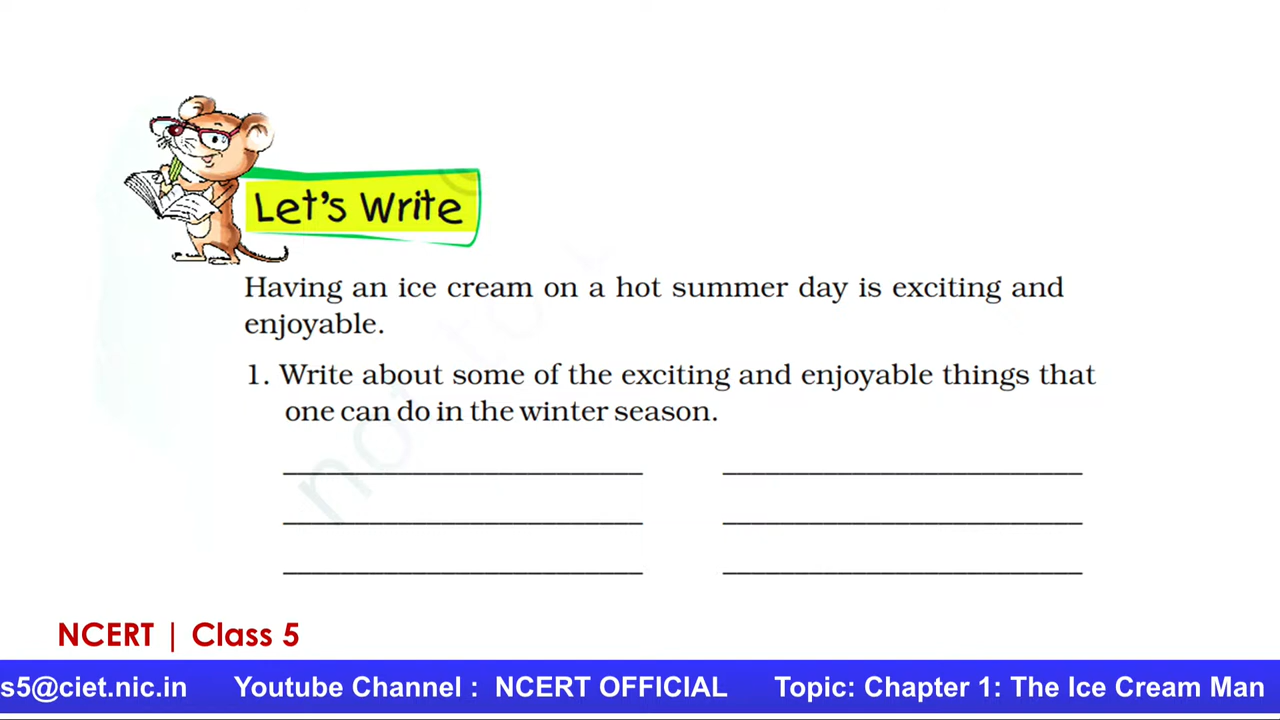 Let's Write
Having an ice cream on a hot summer day is exciting and
enjoyable.
1. Write about some of the exciting and enjoyable things that
one can do in the winter season.
NCERT | Class 5
s5@ciet.nic.in Youtube Channel : NCERT OFFICIAL Topic: Chapter 1: The Ice Cream Man